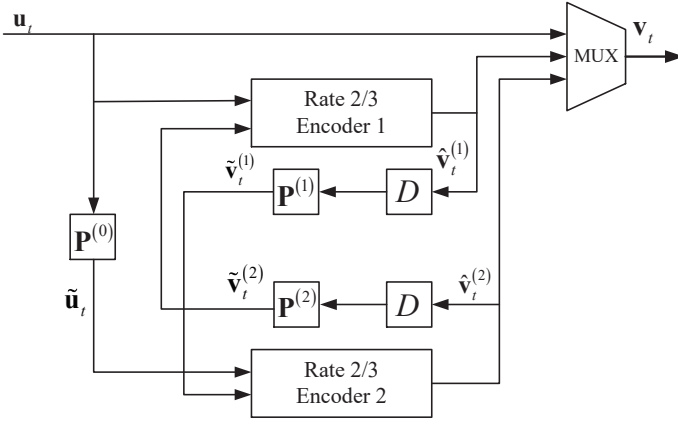 𝐮_t
𝐯_t
MUX
Rate 2/3
Encoder 1
𝐯̃_t^(1)
𝐯̂_t^(1)
𝐏^(1)
D
𝐏^(0)
𝐯̃_t^(2)
𝐯̂_t^(2)
𝐮̃_t
𝐏^(2)
D
Rate 2/3
Encoder 2